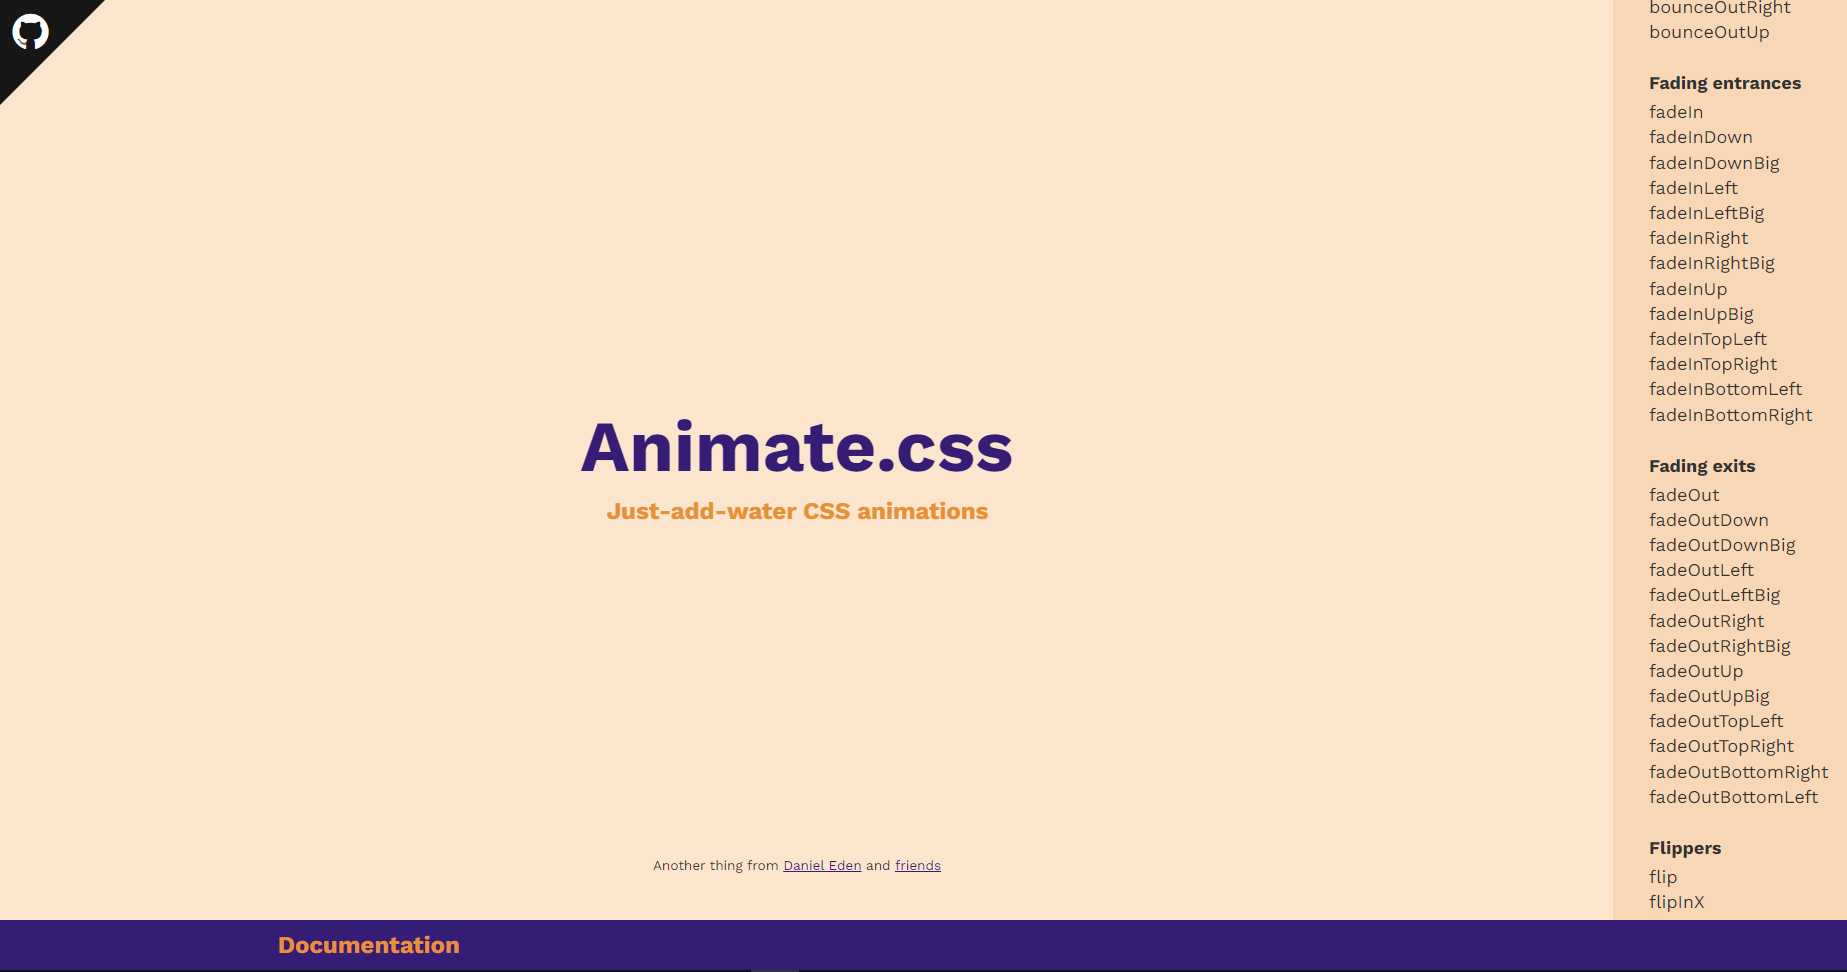 Animate.css
Just-add-water CSS animations
Another thing from Daniel Eden and friends
bounceOutRight
bounceOutUp
Fading entrances
fadeIn
fadeInDown
fadeInDownBig
fadeInLeft
fadeInLeftBig
fadeInRight
fadeInRightBig
fadeInUp
fadeInUpBig
fadeInTopLeft
fadeInTopRight
fadeInBottomLeft
fadeInBottomRight
Fading exits
fadeOut
fadeOutDown
fadeOutDownBig
fadeOutLeft
fadeOutLeftBig
fadeOutRight
fadeOutRightBig
fadeOutUp
fadeOutUpBig
fadeOutTopLeft
fadeOutTopRight
fadeOutBottomRight
fadeOutBottomLeft
Flippers
flip
flipInX
Documentation